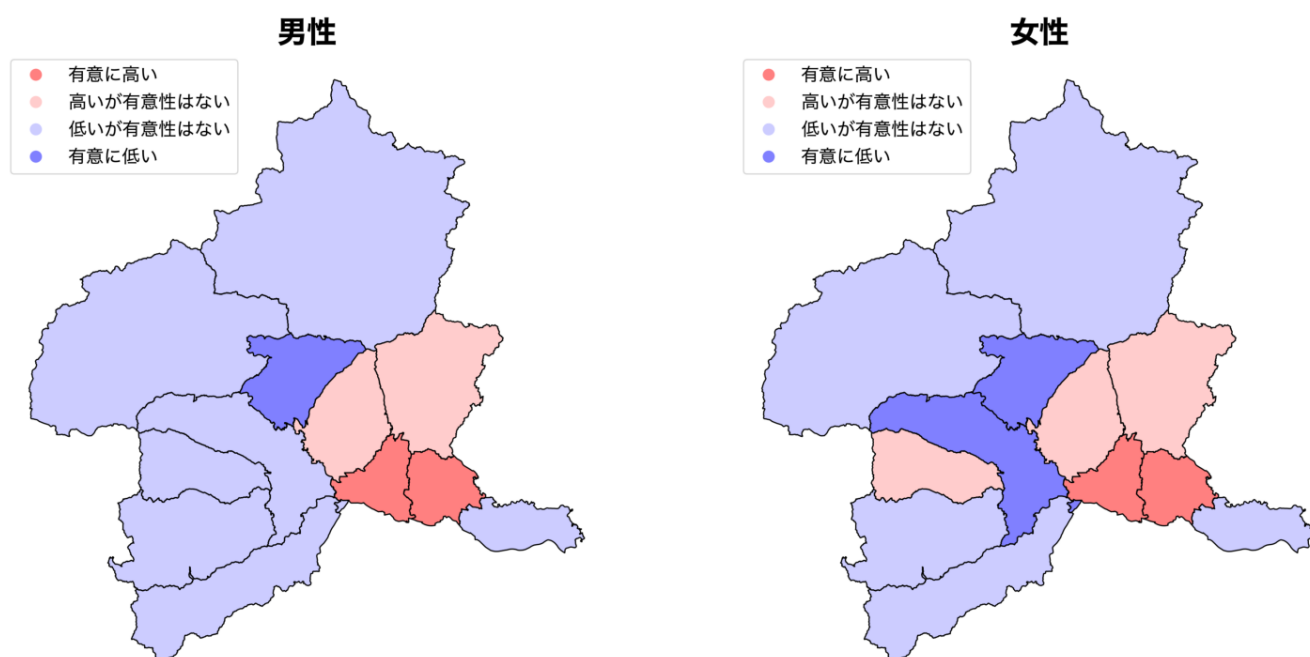 男性
有意に高い
高いが有意性はない
低いが有意性はない
有意に低い
女性
有意に高い
高いが有意性はない
低いが有意性はない
有意に低い